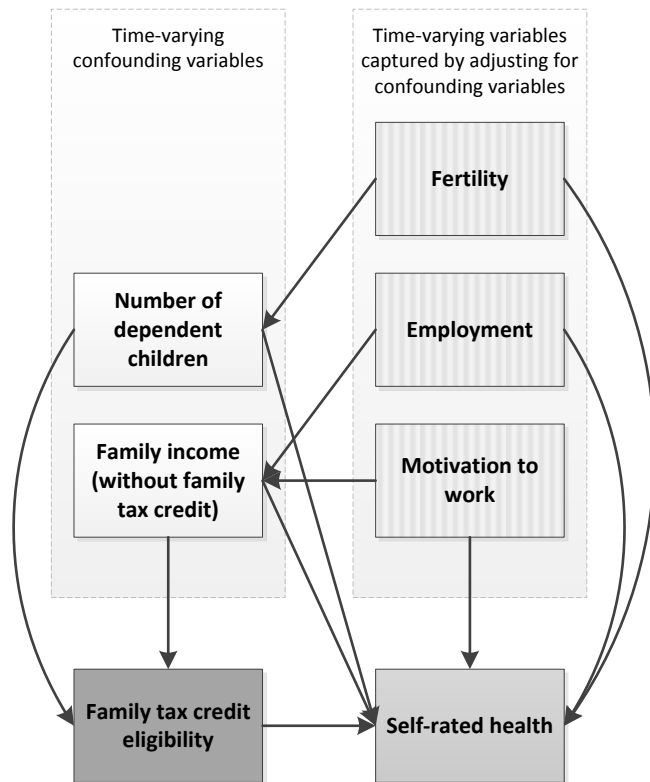 Time-varying
confounding variables
Time-varying variables
captured by adjusting for
confounding variables
Fertility
Number of
dependent
children
Employment
Family income
(without family
tax credit)
Motivation to
work
Family tax credit
eligibility
Self-rated health